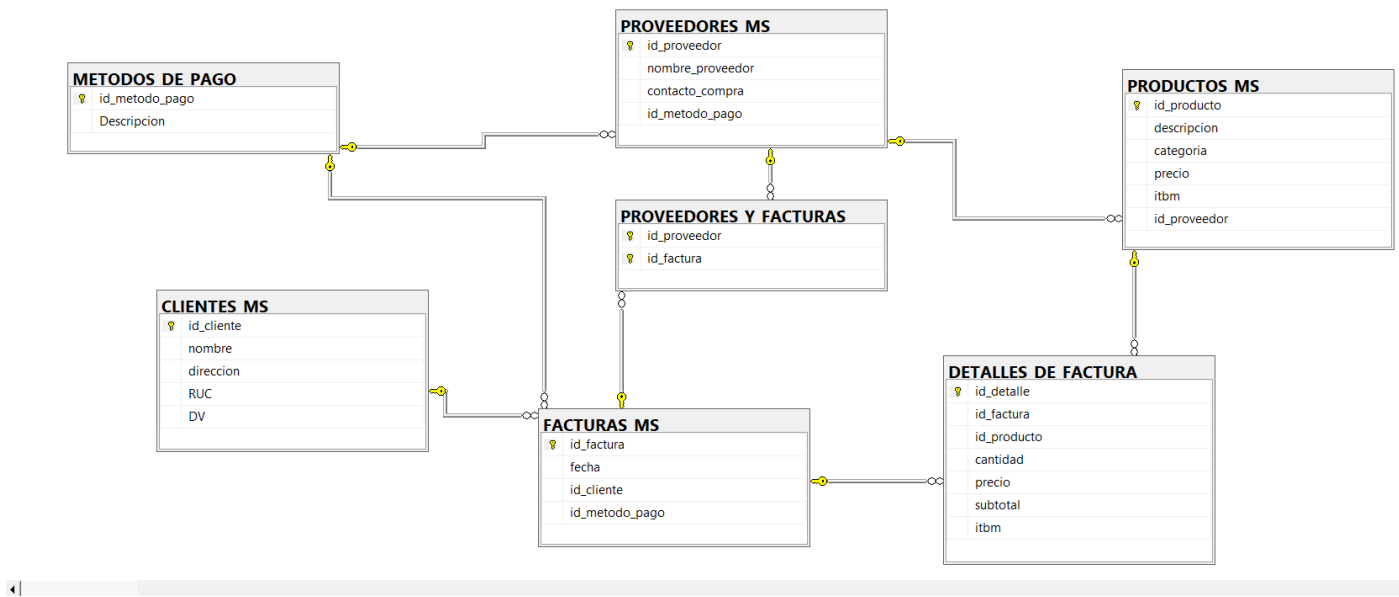 PROVEEDORES MS
id_proveedor
nombre_proveedor
contacto_compra
id_metodo_pago
METODOS DE PAGO
id_metodo_pago
Descripcion
PRODUCTOS MS
id_producto
descripcion
categoria
precio
itbm
id_proveedor
PROVEEDORES Y FACTURAS
id_proveedor
id_factura
CLIENTES MS
id_cliente
nombre
direccion
RUC
DV
FACTURAS MS
id_factura
fecha
id_cliente
id_metodo_pago
DETALLES DE FACTURA
id_detalle
id_factura
id_producto
cantidad
precio
subtotal
itbm